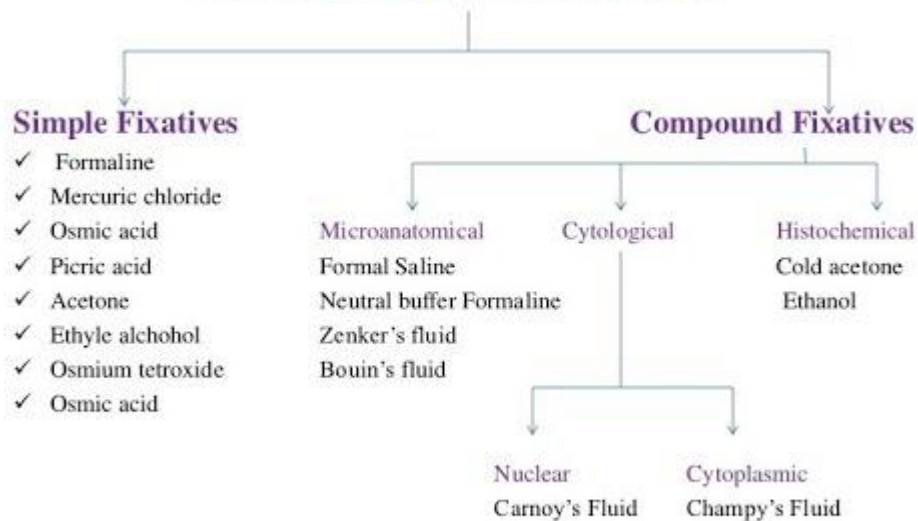 Simple Fixatives
✓ Formaline
✓ Mercuric chloride
✓ Osmic acid
✓ Picric acid
✓ Acetone
✓ Ethyle alchohol
✓ Osmium tetroxide
✓ Osmic acid
Compound Fixatives
Microanatomical
Formal Saline
Neutral buffer Formaline
Zenker's fluid
Bouin's fluid
Cytological
Histochemical
Cold acetone
Ethanol
Nuclear
Carnoy's Fluid
Cytoplasmic
Champy's Fluid